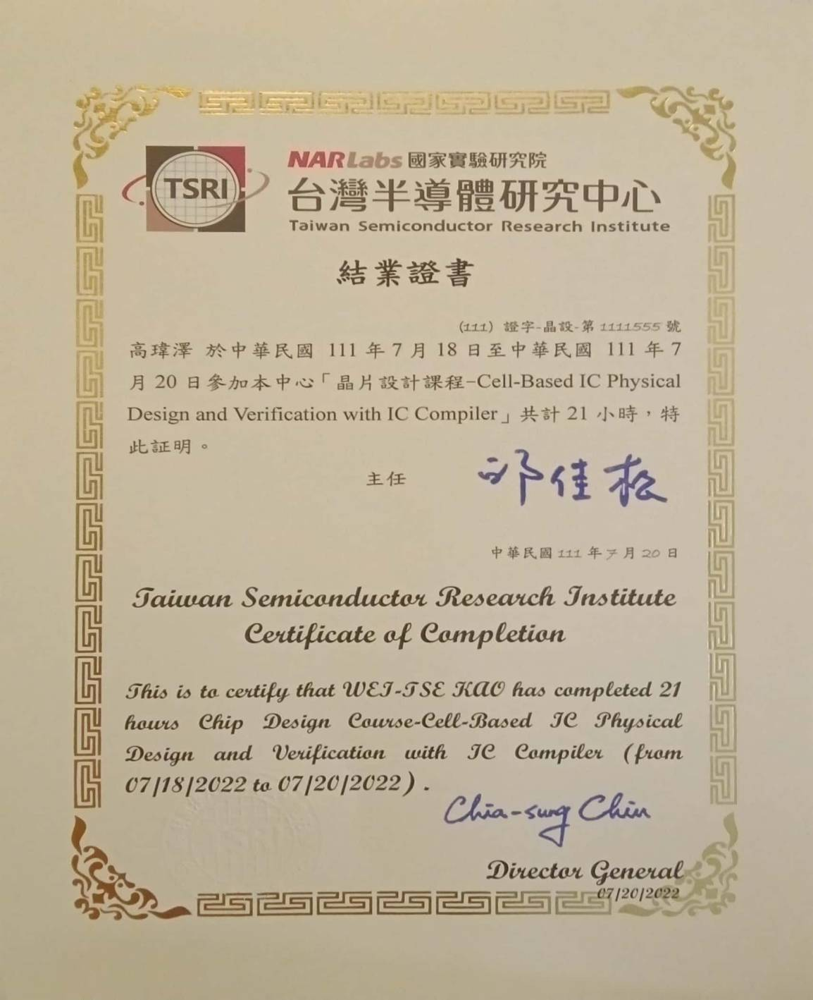 TSRI
NARLabs 國家實驗研究院
台灣半導體研究中心
Taiwan Semiconductor Research Institute
結業證書
(111) 證字-晶設-第 1111555 號
高瑋澤 於中華民國 111 年 7 月 18 日至中華民國 111 年 7
月 20 日參加本中心「晶片設計課程–Cell-Based IC Physical
Design and Verification with IC Compiler」共計 21 小時，特
此証明。
主任 邱佳松
中華民國 111 年 7 月 20 日
Taiwan Semiconductor Research Institute
Certificate of Completion
This is to certify that WEI-TSE KAO has completed 21
hours Chip Design Course-Cell-Based IC Physical
Design and Verification with IC Compiler (from
07/18/2022 to 07/20/2022) .
Chia-sung Chiu
Director General
07/20/2022
TSRI